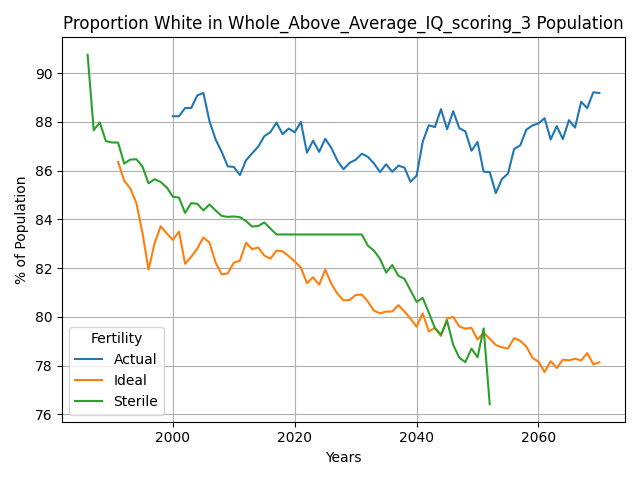 Proportion White in Whole_Above_Average_IQ_scoring_3 Population
% of Population
90
88
86
84
82
80
78
76
Fertility
Actual
Ideal
Sterile
2000
2020
2040
2060
Years